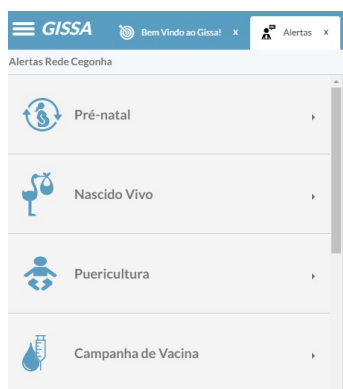 GISSA Bem Vindo ao Gissa! x Alertas x
Alertas Rede Cegonha
Pré-natal
Nascido Vivo
Puericultura
Campanha de Vacina